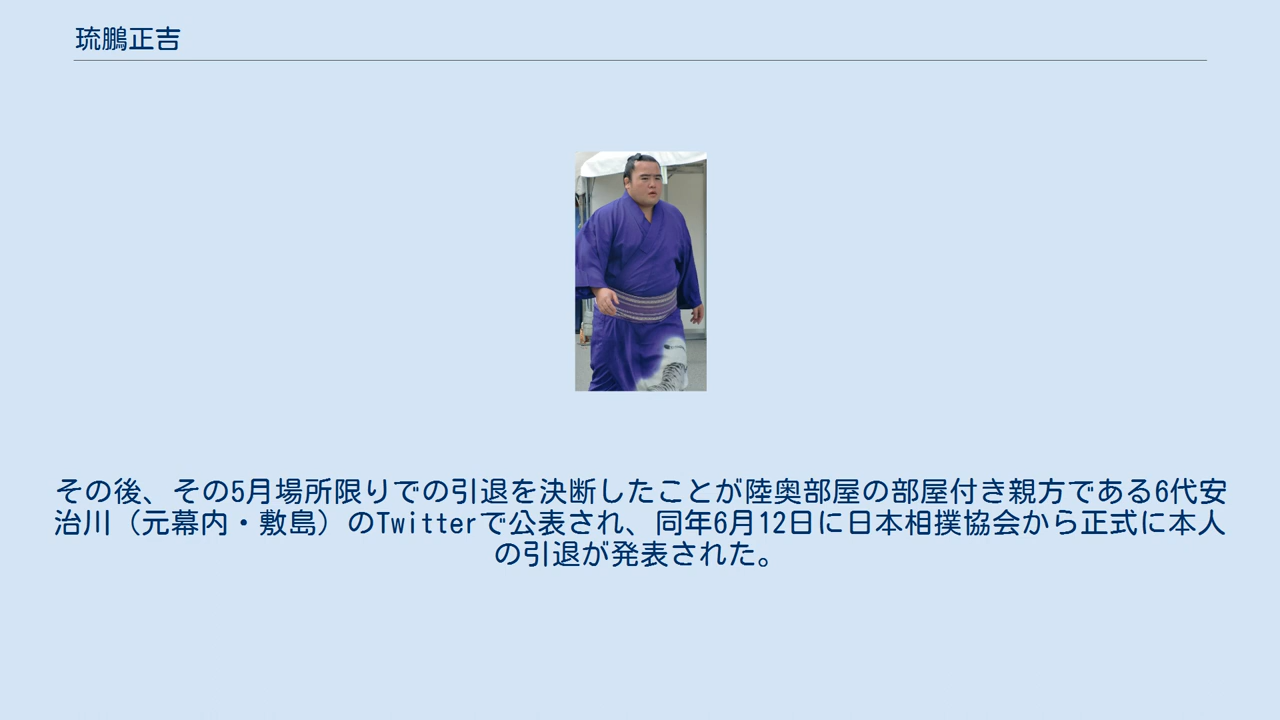 琉鵬正吉
その後、その5月場所限りでの引退を決断したことが陸奥部屋の部屋付き親方である6代安
治川（元幕内・敷島）のTwitterで公表され、同年6月12日に日本相撲協会から正式に本人
の引退が発表された。